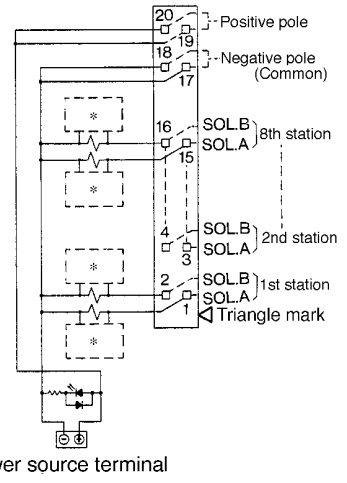 20
Positive pole
19
18
Negative pole
(Common)
17
*
16
SOL.B
8th station
SOL.A
15
*
4
SOL.B
2nd station
SOL.A
3
*
2
SOL.B
1st station
SOL.A
1
Triangle mark
*
⊖ ⊕
er source terminal